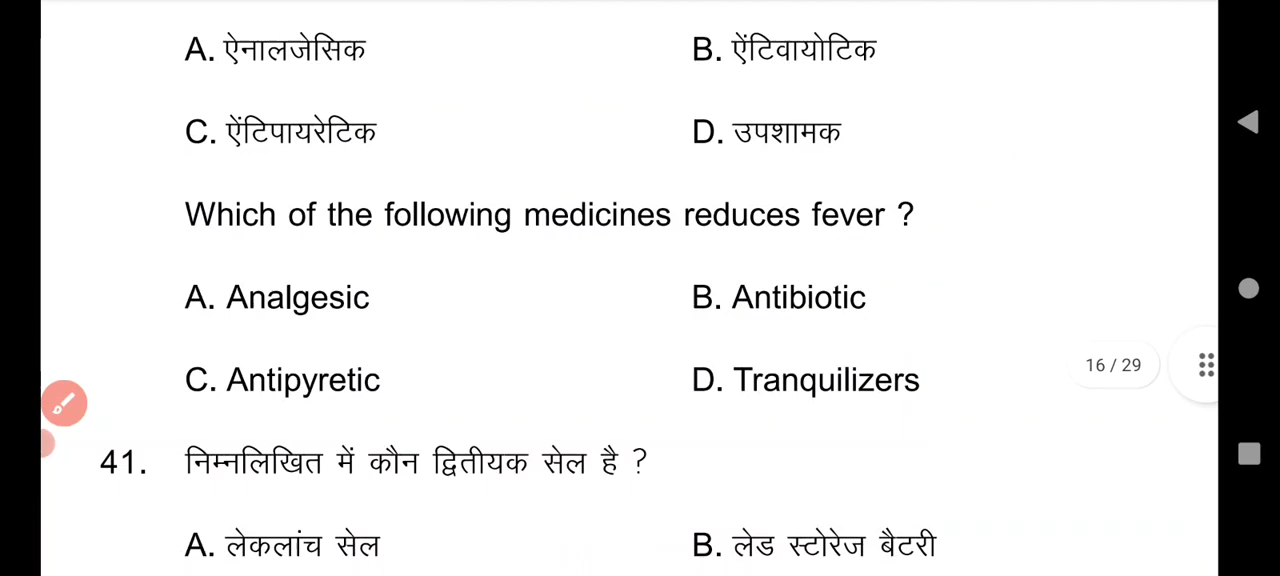 A. ऐनालजेसिक B. ऐंटिवायोटिक
C. ऐंटिपायरेटिक D. उपशामक
Which of the following medicines reduces fever ?
A. Analgesic B. Antibiotic
C. Antipyretic D. Tranquilizers
16 / 29
41. निम्नलिखित में कौन द्वितीयक सेल है ?
A. लेकलांच सेल B. लेड स्टोरेज बैटरी